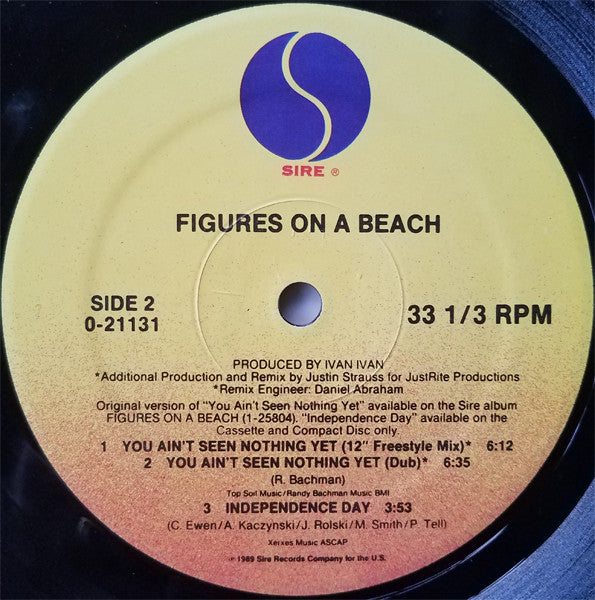 SIRE ®
FIGURES ON A BEACH
SIDE 2
0-21131
33 1/3 RPM
PRODUCED BY IVAN IVAN
*Additional Production and Remix by Justin Strauss for JustRite Productions
*Remix Engineer: Daniel Abraham
Original version of "You Ain't Seen Nothing Yet" available on the Sire album
FIGURES ON A BEACH (1-25804). "Independence Day" available on the
Cassette and Compact Disc only.
1 YOU AIN'T SEEN NOTHING YET (12" Freestyle Mix)* 6:12
2 YOU AIN'T SEEN NOTHING YET (Dub)* 6:35
(R. Bachman)
Top Soil Music/Randy Bachman Music BMI
3 INDEPENDENCE DAY 3:53
(C. Ewen/A. Kaczynski/J. Rolski/M. Smith/P. Tell)
Xerxes Music ASCAP
℗ 1989 Sire Records Company for the U.S.